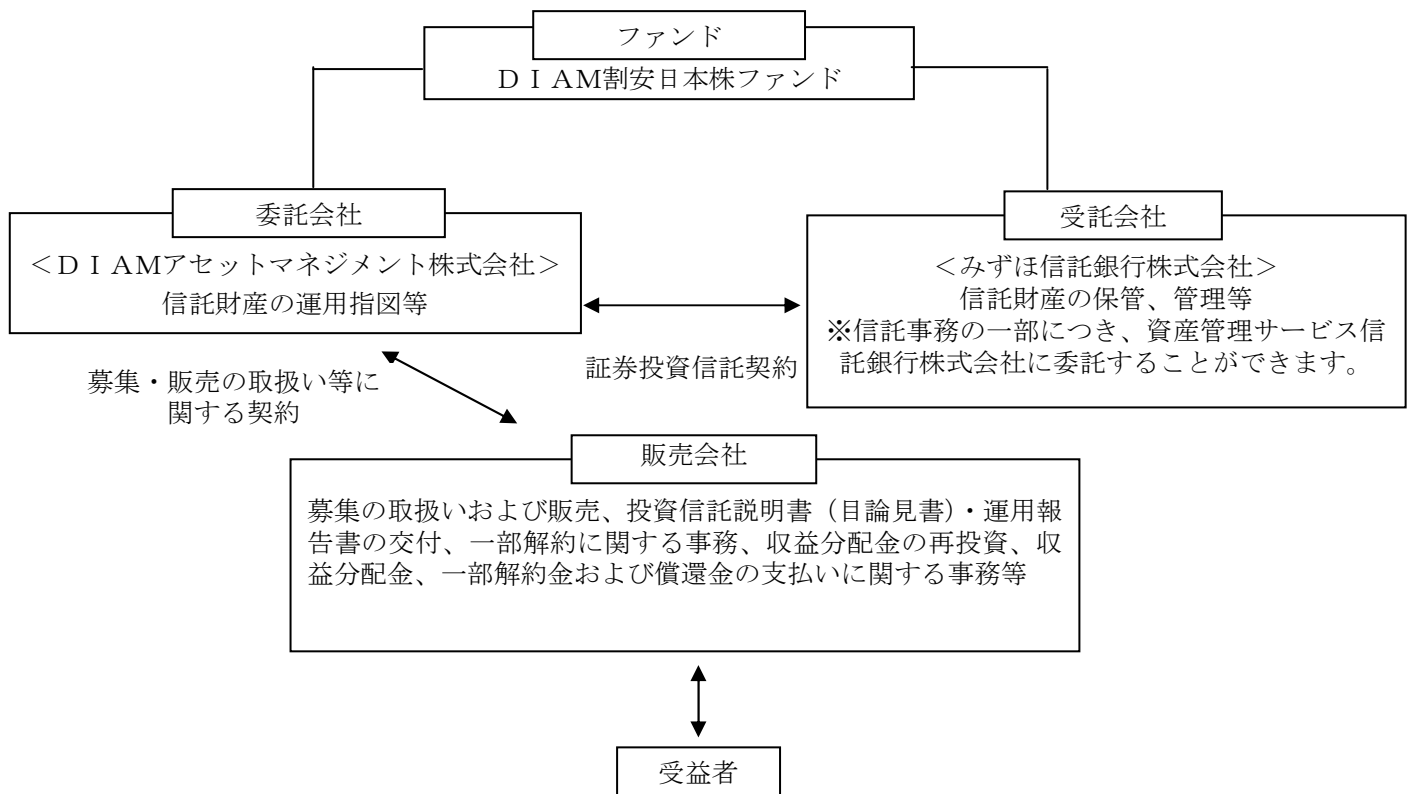 ファンド
ＤＩＡＭ割安日本株ファンド
委託会社
＜ＤＩＡＭアセットマネジメント株式会社＞
信託財産の運用指図等
受託会社
＜みずほ信託銀行株式会社＞
信託財産の保管、管理等
※信託事務の一部につき、資産管理サービス信
託銀行株式会社に委託することができます。
証券投資信託契約
募集・販売の取扱い等に
関する契約
販売会社
募集の取扱いおよび販売、投資信託説明書（目論見書）・運用報
告書の交付、一部解約に関する事務、収益分配金の再投資、収
益分配金、一部解約金および償還金の支払いに関する事務等
受益者